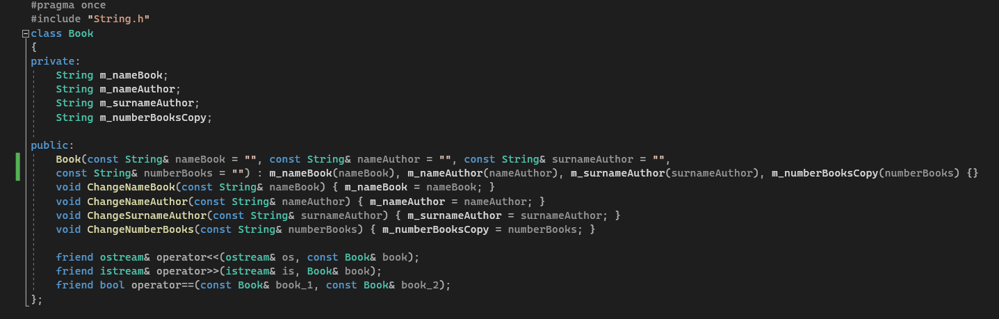 #pragma once
#include "String.h"
class Book
{
private:
    String m_nameBook;
    String m_nameAuthor;
    String m_surnameAuthor;
    String m_numberBooksCopy;

public:
    Book(const String& nameBook = "", const String& nameAuthor = "", const String& surnameAuthor = "",
    const String& numberBooks = "") : m_nameBook(nameBook), m_nameAuthor(nameAuthor), m_surnameAuthor(surnameAuthor), m_numberBooksCopy(numberBooks) {}
    void ChangeNameBook(const String& nameBook) { m_nameBook = nameBook; }
    void ChangeNameAuthor(const String& nameAuthor) { m_nameAuthor = nameAuthor; }
    void ChangeSurnameAuthor(const String& surnameAuthor) { m_surnameAuthor = surnameAuthor; }
    void ChangeNumberBooks(const String& numberBooks) { m_numberBooksCopy = numberBooks; }

    friend ostream& operator<<(ostream& os, const Book& book);
    friend istream& operator>>(istream& is, Book& book);
    friend bool operator==(const Book& book_1, const Book& book_2);
};